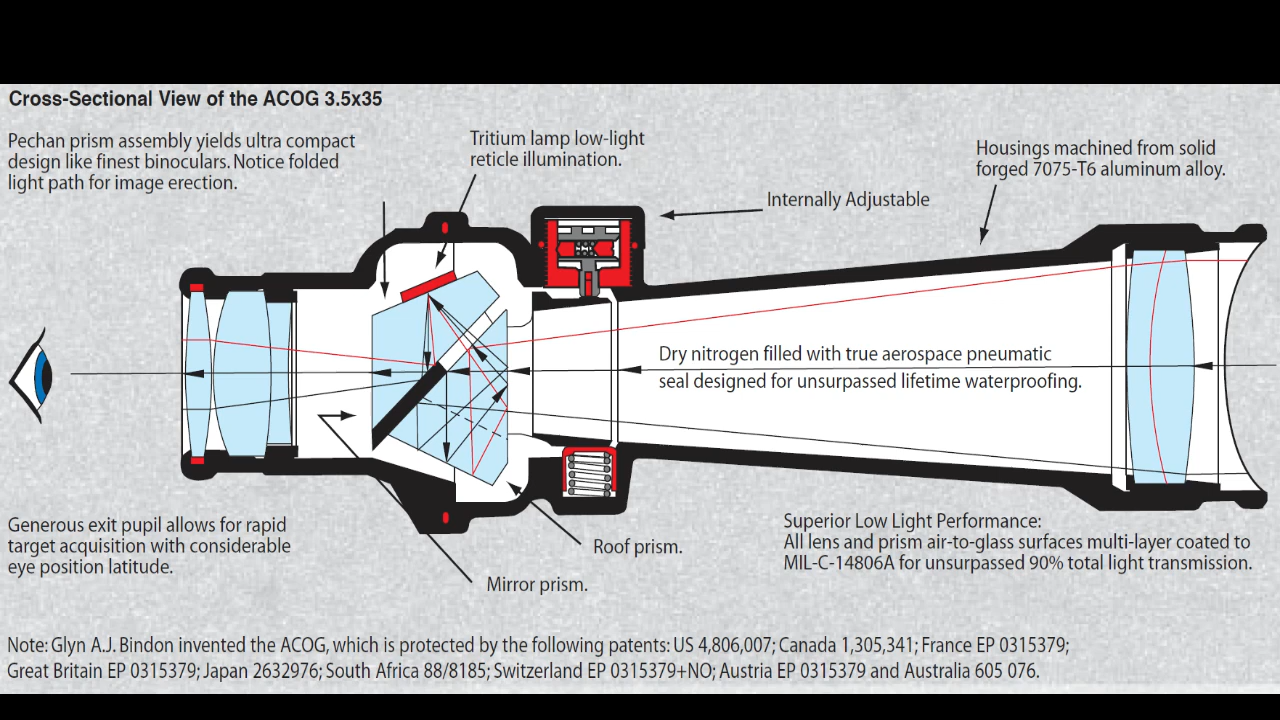 Cross-Sectional View of the ACOG 3.5x35
Pechan prism assembly yields ultra compact
design like finest binoculars. Notice folded
light path for image erection.
Tritium lamp low-light
reticle illumination.
Internally Adjustable
Housings machined from solid
forged 7075-T6 aluminum alloy.
Dry nitrogen filled with true aerospace pneumatic
seal designed for unsurpassed lifetime waterproofing.
Generous exit pupil allows for rapid
target acquisition with considerable
eye position latitude.
Mirror prism.
Roof prism.
Superior Low Light Performance:
All lens and prism air-to-glass surfaces multi-layer coated to
MIL-C-14806A for unsurpassed 90% total light transmission.
Note: Glyn A.J. Bindon invented the ACOG, which is protected by the following patents: US 4,806,007; Canada 1,305,341; France EP 0315379;
Great Britain EP 0315379; Japan 2632976; South Africa 88/8185; Switzerland EP 0315379+NO; Austria EP 0315379 and Australia 605 076.